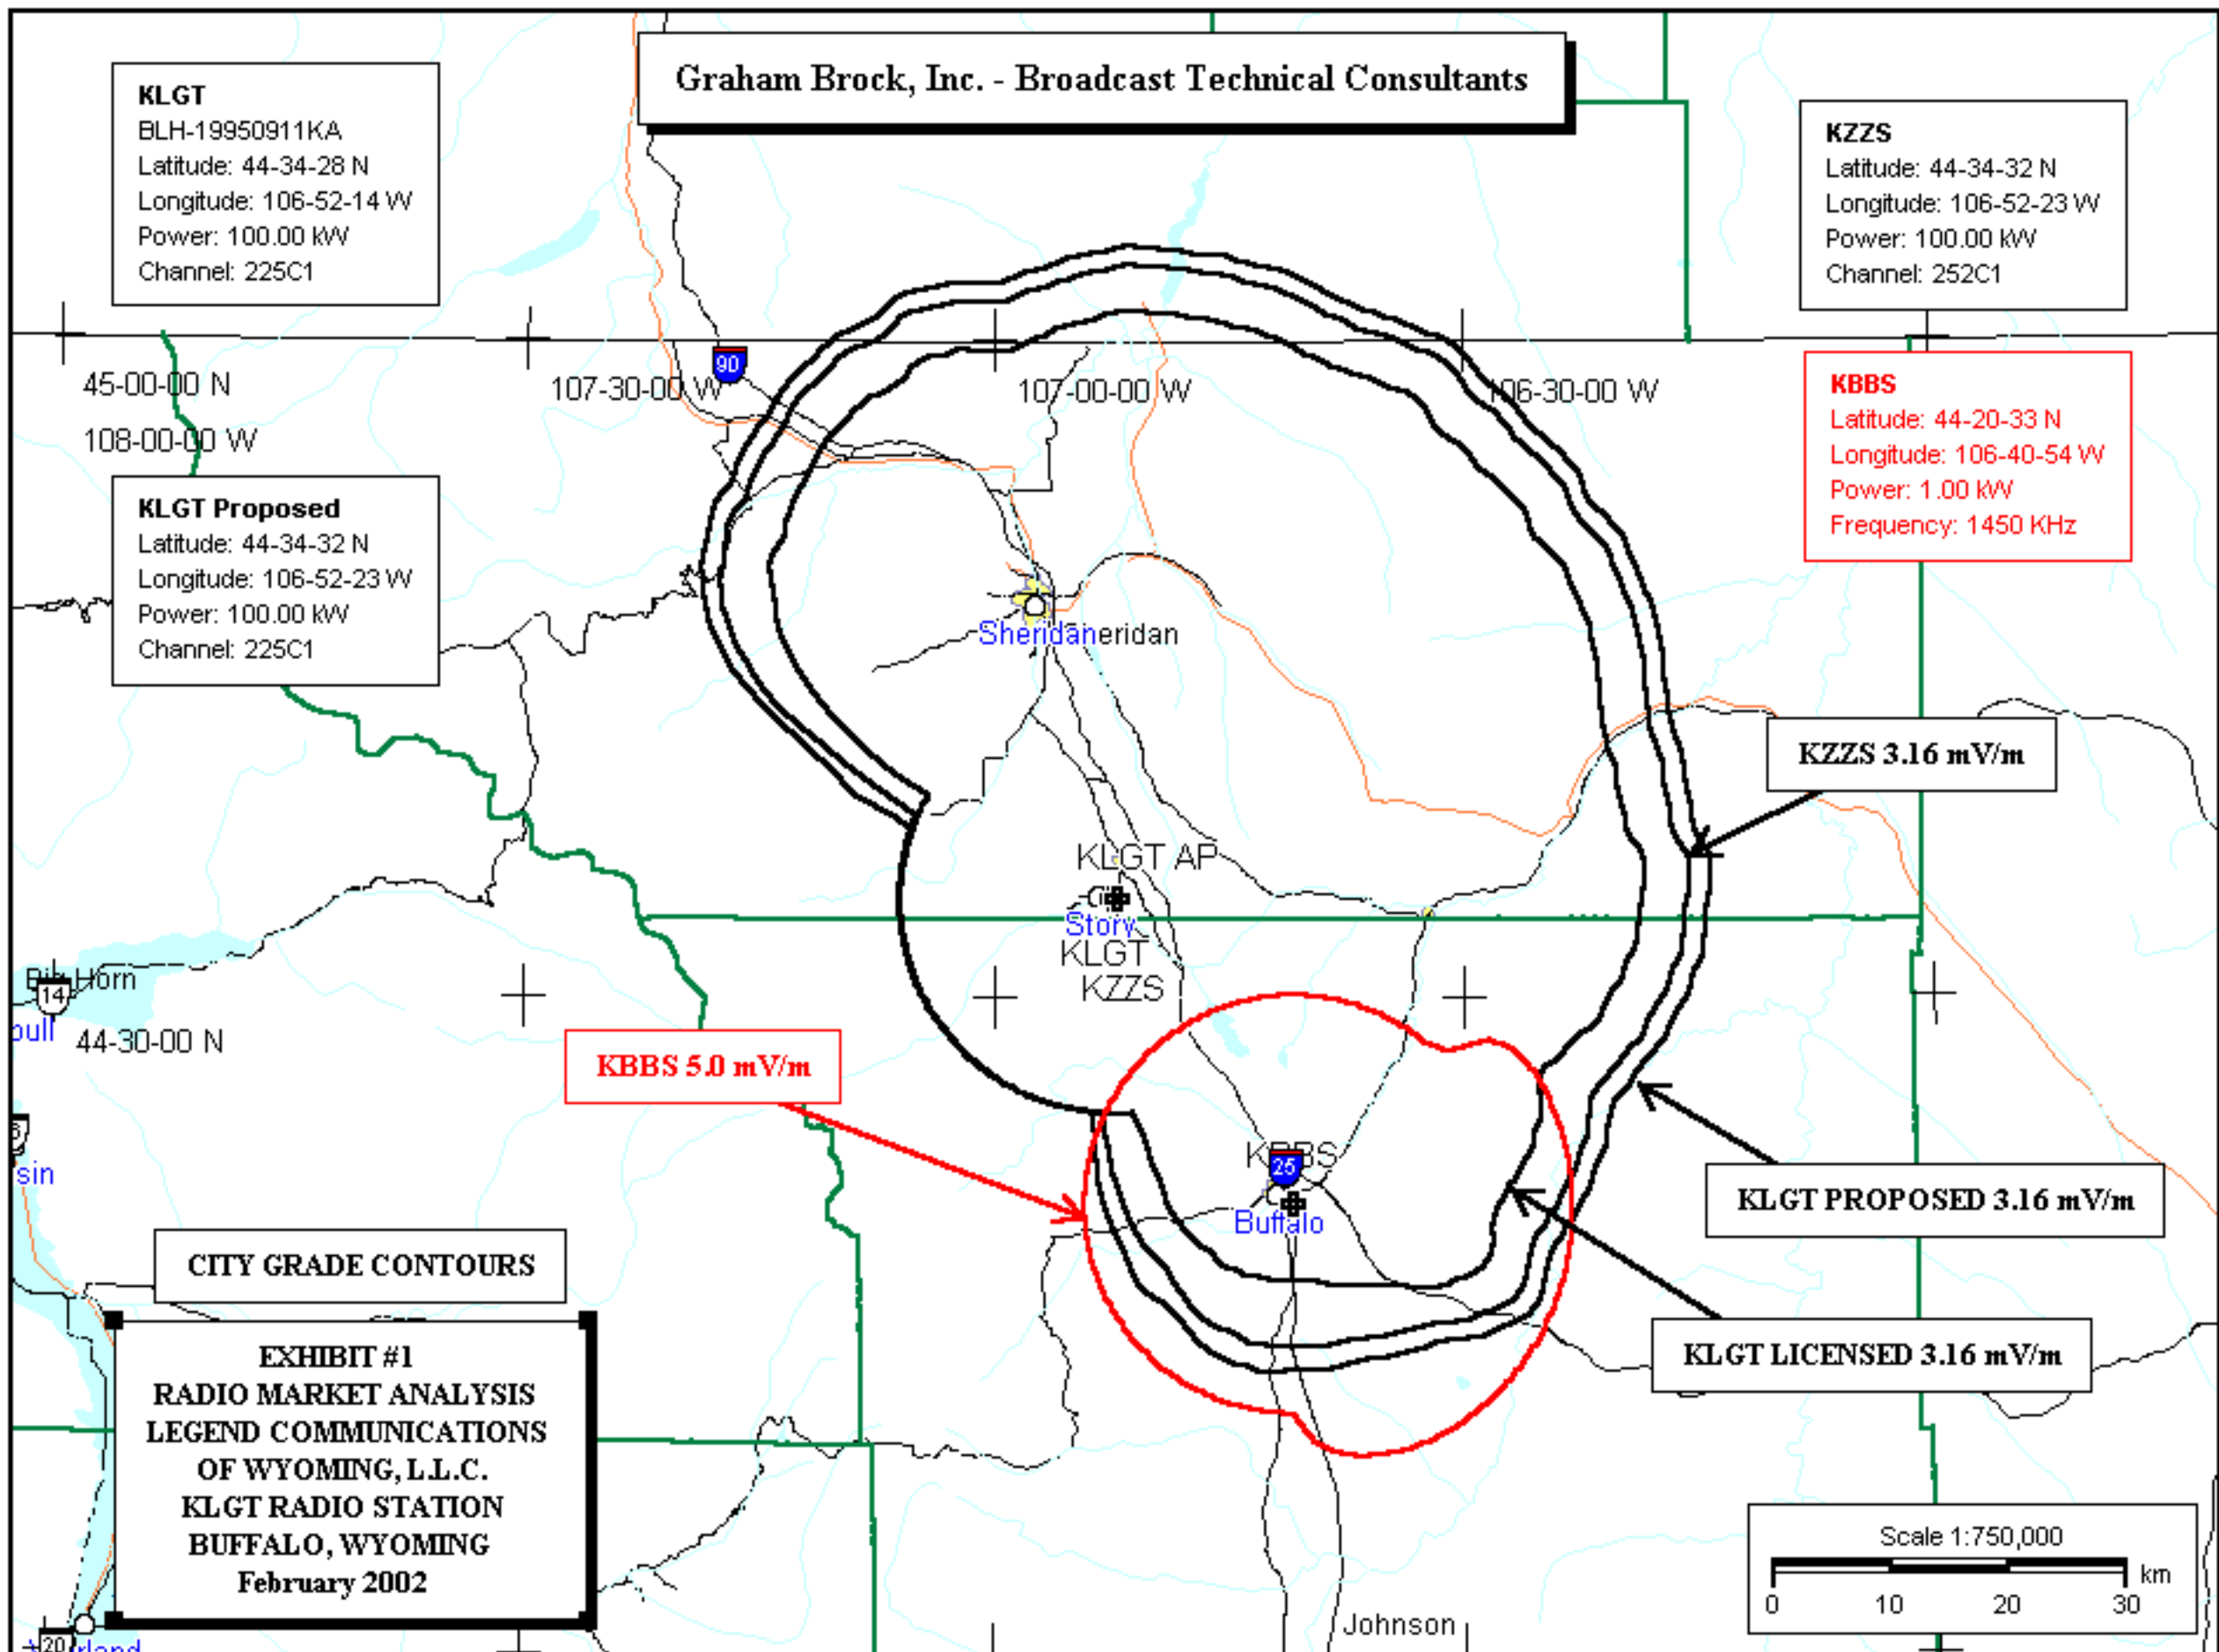 Graham Brock, Inc. - Broadcast Technical Consultants
KLGT
BLH-19950911KA
Latitude: 44-34-28 N
Longitude: 106-52-14 W
Power: 100.00 kW
Channel: 225C1
KZZS
Latitude: 44-34-32 N
Longitude: 106-52-23 W
Power: 100.00 kW
Channel: 252C1
90
45-00-00 N
108-00-00 W
107-30-00 W
107-00-00 W
106-30-00 W
KBBS
Latitude: 44-20-33 N
Longitude: 106-40-54 W
Power: 1.00 kW
Frequency: 1450 KHz
KLGT Proposed
Latitude: 44-34-32 N
Longitude: 106-52-23 W
Power: 100.00 kW
Channel: 225C1
Sheridan
eridan
KZZS 3.16 mV/m
KLGT AP
Story
KLGT
KZZS
Big Horn
14
44-30-00 N
KBBS 5.0 mV/m
KBBS
25
Buffalo
sin
KLGT PROPOSED 3.16 mV/m
CITY GRADE CONTOURS
KLGT LICENSED 3.16 mV/m
EXHIBIT #1
RADIO MARKET ANALYSIS
LEGEND COMMUNICATIONS
OF WYOMING, L.L.C.
KLGT RADIO STATION
BUFFALO, WYOMING
February 2002
Scale 1:750,000
km
0 10 20 30
Johnson
20